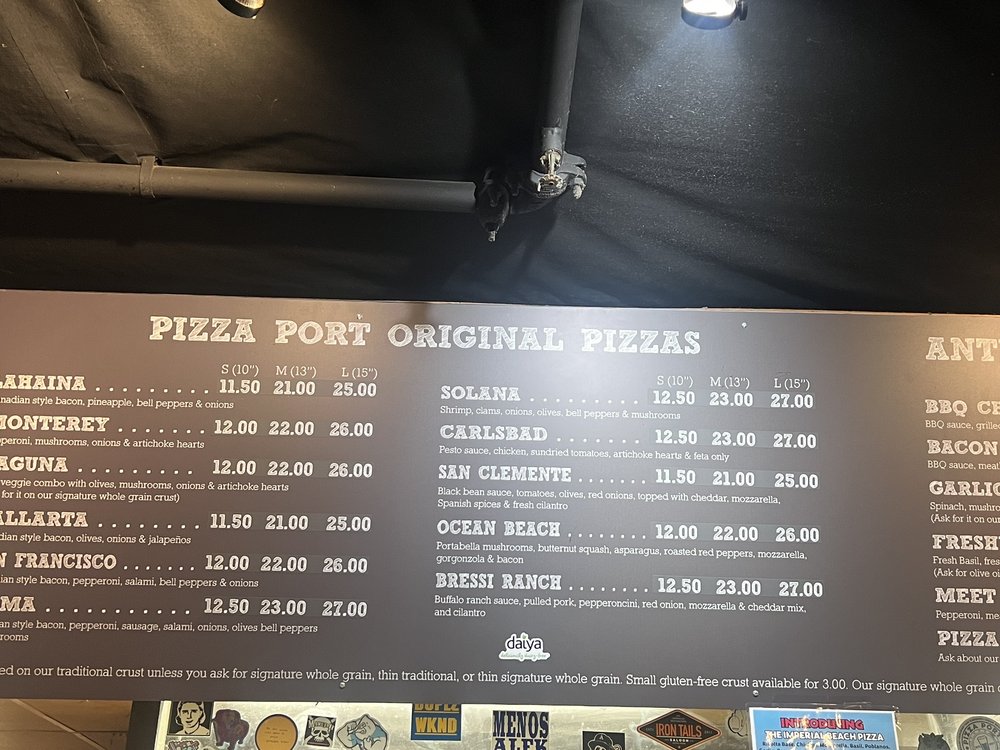 PIZZA PORT ORIGINAL PIZZAS
S (10") M (13") L (15")
LAHAINA . . . . . . . . . . 11.50 21.00 25.00
nadian style bacon, pineapple, bell peppers & onions
MONTEREY . . . . . . . 12.00 22.00 26.00
peroni, mushrooms, onions & artichoke hearts
AGUNA . . . . . . . . . 12.00 22.00 26.00
veggie combo with olives, mushrooms, onions & artichoke hearts
for it on our signature whole grain crust)
ALLARTA . . . . . . . . 11.50 21.00 25.00
dian style bacon, olives, onions & jalapeños
N FRANCISCO . . . . . . 12.00 22.00 26.00
ian style bacon, pepperoni, salami, bell peppers & onions
MA . . . . . . . . . . . . 12.50 23.00 27.00
an style bacon, pepperoni, sausage, salami, onions, olives bell peppers
rooms
S (10") M (13") L (15")
SOLANA . . . . . . . . . 12.50 23.00 27.00
Shrimp, clams, onions, olives, bell peppers & mushrooms
CARLSBAD . . . . . . . 12.50 23.00 27.00
Pesto sauce, chicken, sundried tomatoes, artichoke hearts & feta only
SAN CLEMENTE . . . . . . 11.50 21.00 25.00
Black bean sauce, tomatoes, olives, red onions, topped with cheddar, mozzarella,
Spanish spices & fresh cilantro
OCEAN BEACH . . . . . . . 12.00 22.00 26.00
Portabella mushrooms, butternut squash, asparagus, roasted red peppers, mozzarella,
gorgonzola & bacon
BRESSI RANCH . . . . . . 12.50 23.00 27.00
Buffalo ranch sauce, pulled pork, pepperoncini, red onion, mozzarella & cheddar mix,
and cilantro
daiya
deliciously dairy-free
ANTI
BBQ CH
BBQ sauce, grille
BACON
BBQ sauce, meat
GARLIC
Spinach, mushro
(Ask for it on our
FRESH
Fresh Basil, fres
(Ask for olive oi
MEET
Pepperoni, mea
PIZZA
Ask about our
ed on our traditional crust unless you ask for signature whole grain, thin traditional, or thin signature whole grain. Small gluten-free crust available for 3.00. Our signature whole grain c
WKND
MENOS
ALEK
IRON TAILS
SALOON
INTRODUCING
THE IMPERIAL BEACH PIZZA
Basil, Poblanos,